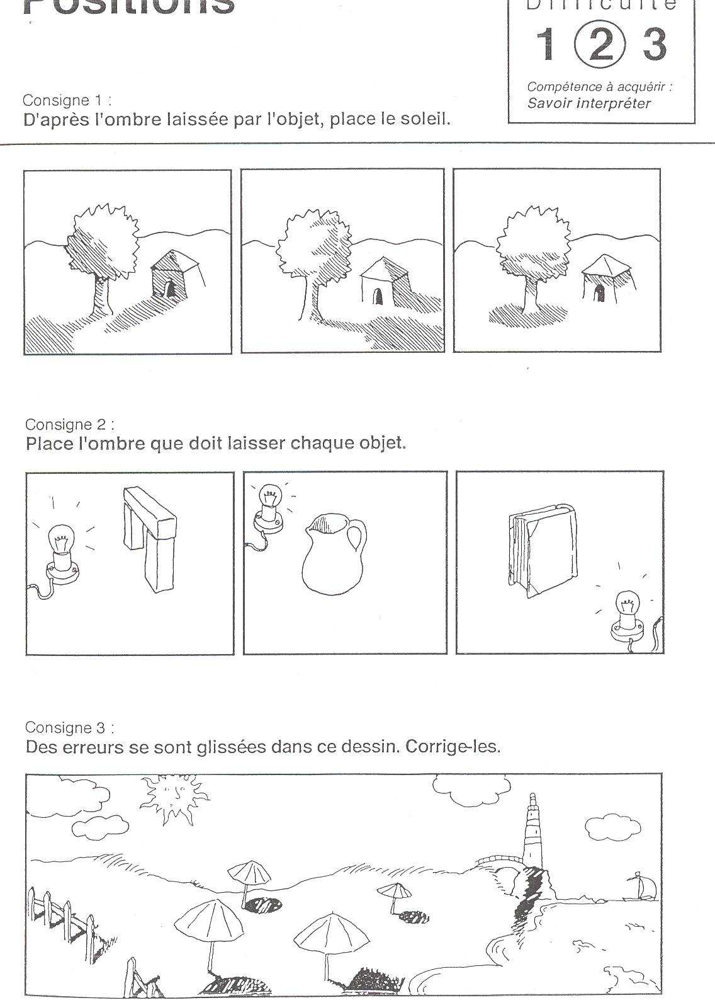 Positions
Difficulté
1 2 3
Compétence à acquérir :
Savoir interpréter
Consigne 1 :
D'après l'ombre laissée par l'objet, place le soleil.
Consigne 2 :
Place l'ombre que doit laisser chaque objet.
Consigne 3 :
Des erreurs se sont glissées dans ce dessin. Corrige-les.